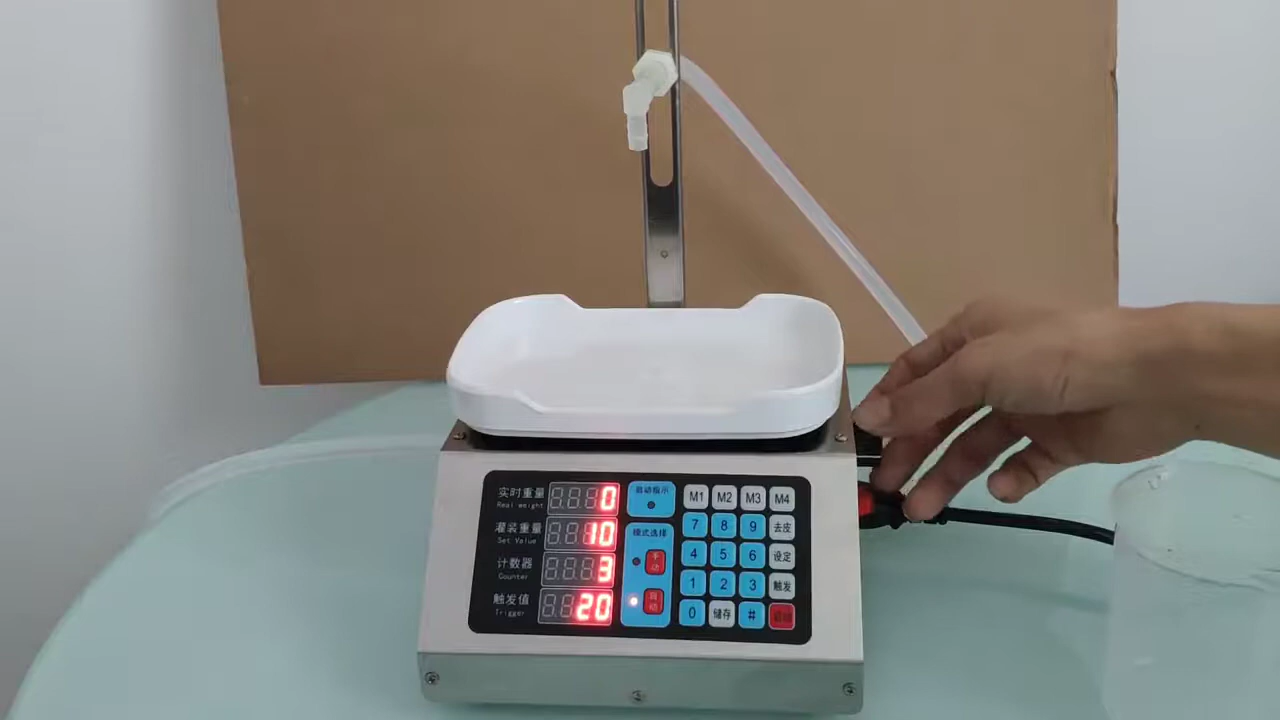 实时重量
Real weight
0
灌装重量
Set Value
10
计数器
Counter
3
触发值
Trigger
20
启动指示
模式选择
手动
自动
M1 M2 M3 M4
7 8 9 去皮
4 5 6 设定
1 2 3 触发
0 储存 #